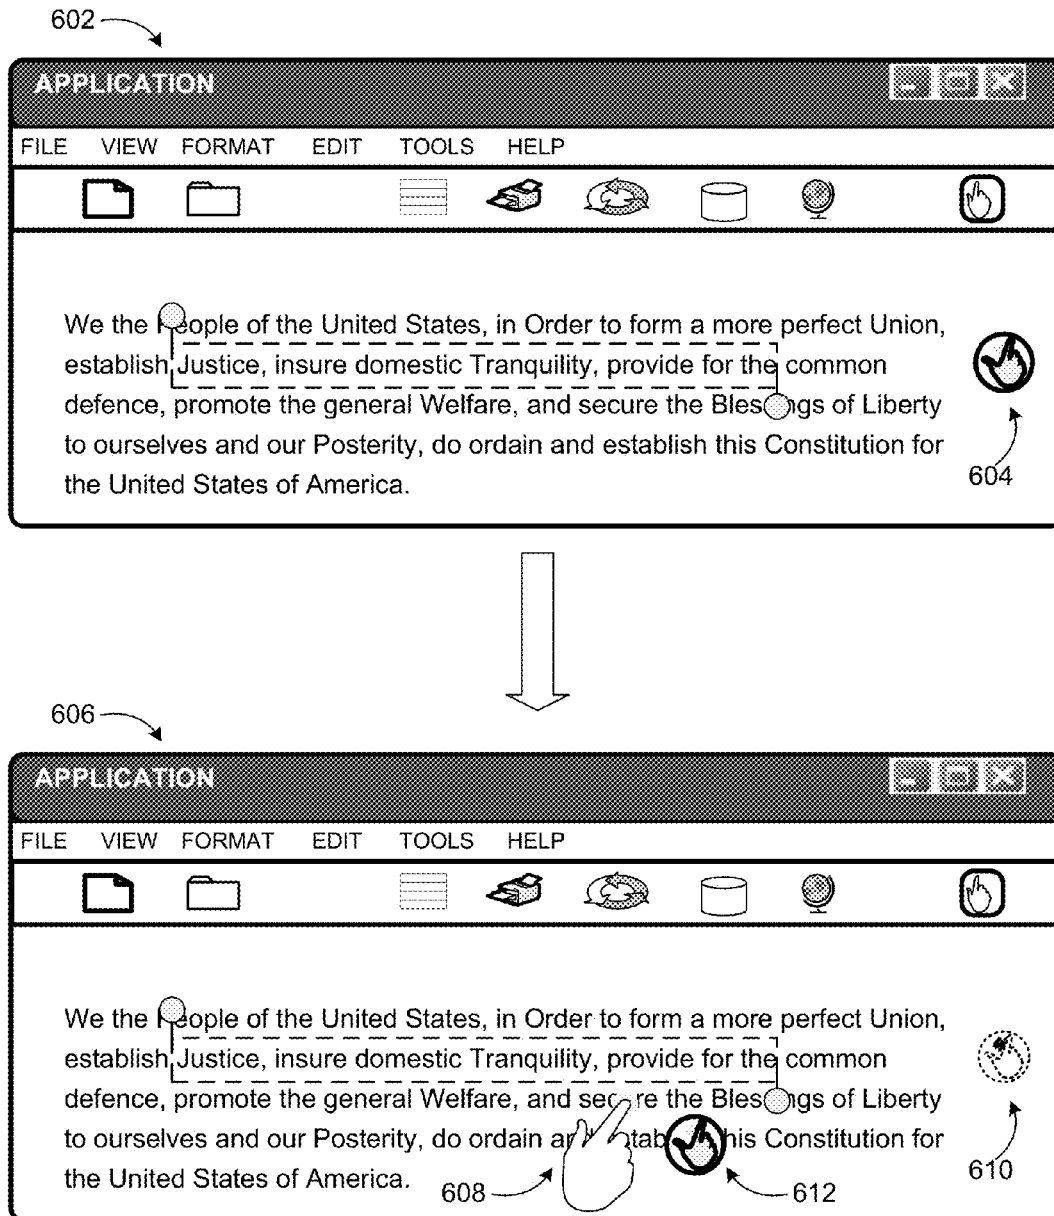 602
APPLICATION
FILE VIEW FORMAT EDIT TOOLS HELP
We the People of the United States, in Order to form a more perfect Union,
establish Justice, insure domestic Tranquility, provide for the common
defence, promote the general Welfare, and secure the Blessings of Liberty
to ourselves and our Posterity, do ordain and establish this Constitution for
the United States of America.
604
606
APPLICATION
FILE VIEW FORMAT EDIT TOOLS HELP
We the People of the United States, in Order to form a more perfect Union,
establish Justice, insure domestic Tranquility, provide for the common
defence, promote the general Welfare, and secure the Blessings of Liberty
to ourselves and our Posterity, do ordain and establish this Constitution for
the United States of America.
608
612
610